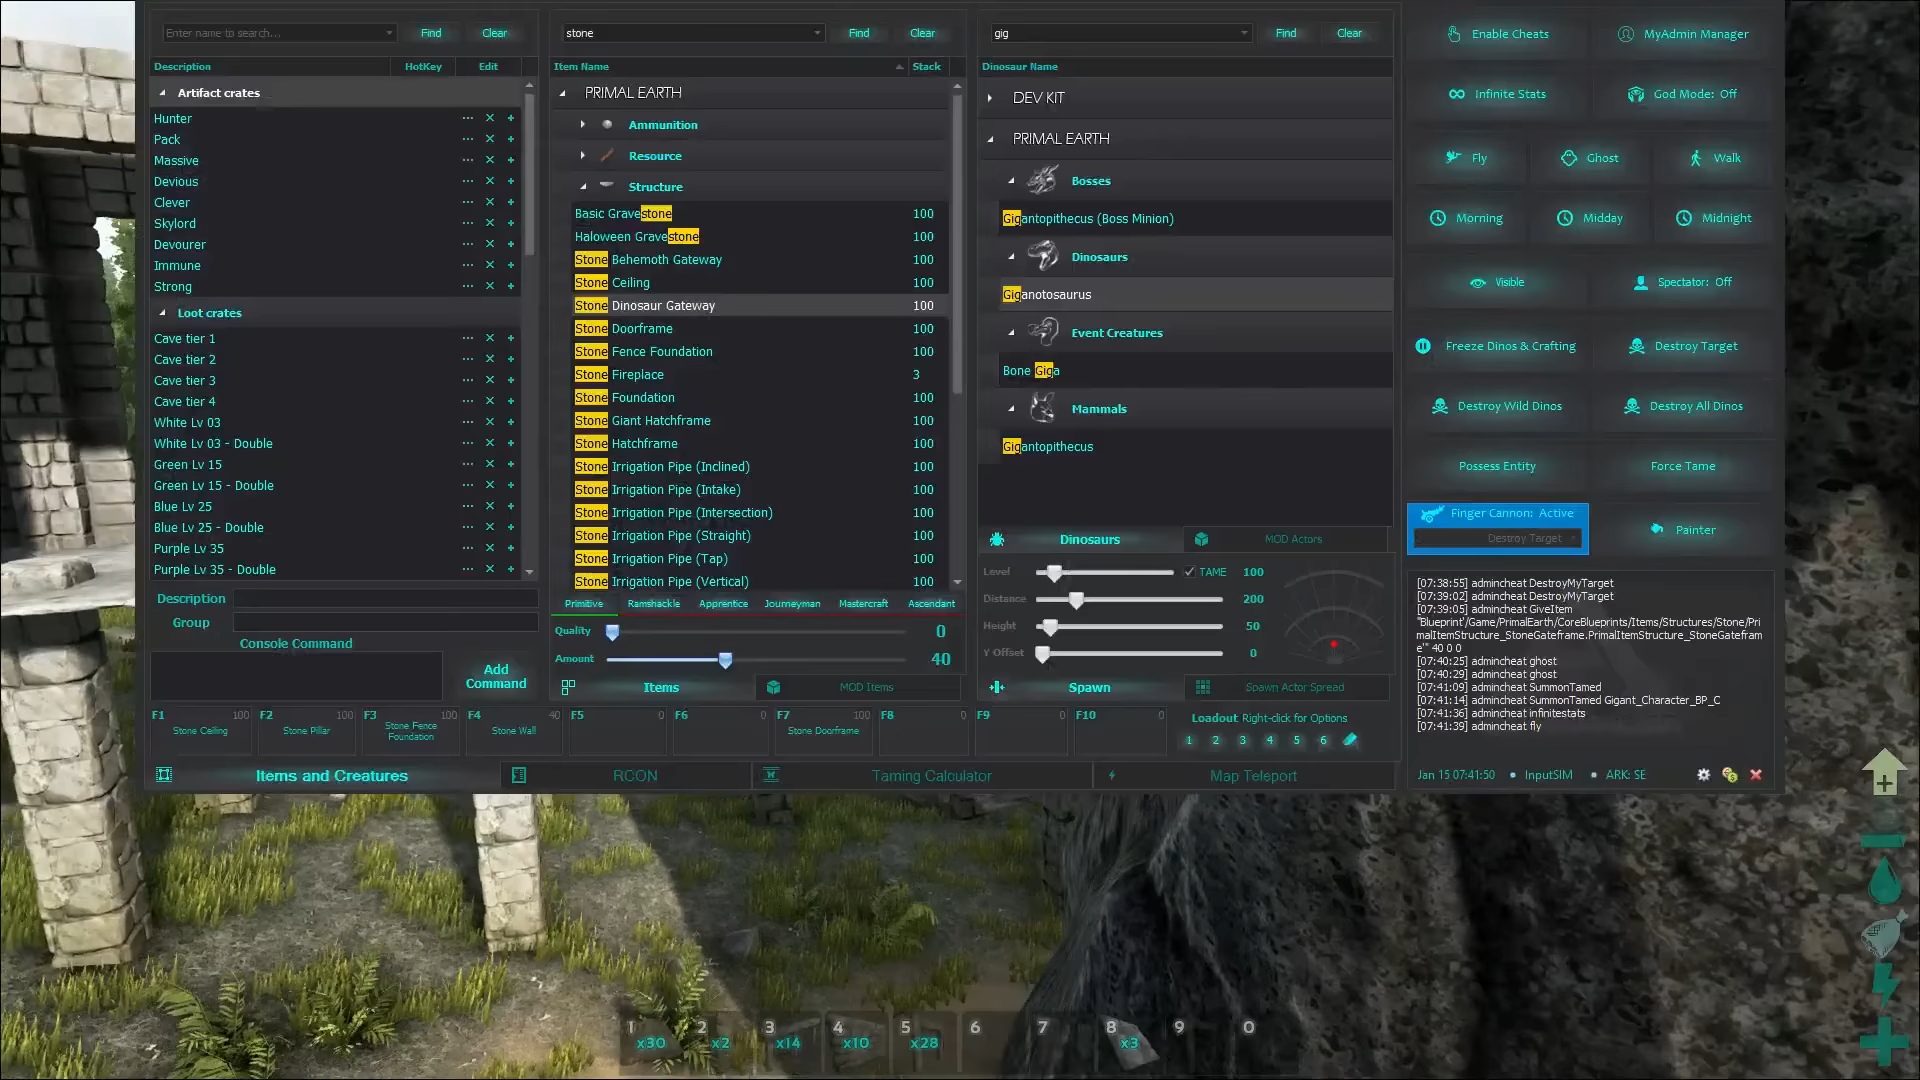 Enter name to search...
Find
Clear
Description
HotKey
Edit
Artifact crates
Hunter
Pack
Massive
Devious
Clever
Skylord
Devourer
Immune
Strong
Loot crates
Cave tier 1
Cave tier 2
Cave tier 3
Cave tier 4
White Lv 03
White Lv 03 - Double
Green Lv 15
Green Lv 15 - Double
Blue Lv 25
Blue Lv 25 - Double
Purple Lv 35
Purple Lv 35 - Double
Description
Group
Console Command
Add Command
stone
Find
Clear
Item Name
Stack
PRIMAL EARTH
Ammunition
Resource
Structure
Basic Gravestone 100
Haloween Gravestone 100
Stone Behemoth Gateway 100
Stone Ceiling 100
Stone Dinosaur Gateway 100
Stone Doorframe 100
Stone Fence Foundation 100
Stone Fireplace 3
Stone Foundation 100
Stone Giant Hatchframe 100
Stone Hatchframe 100
Stone Irrigation Pipe (Inclined) 100
Stone Irrigation Pipe (Intake) 100
Stone Irrigation Pipe (Intersection) 100
Stone Irrigation Pipe (Straight) 100
Stone Irrigation Pipe (Tap) 100
Stone Irrigation Pipe (Vertical) 100
Primitive Ramshackle Apprentice Journeyman Mastercraft Ascendant
Quality 0
Amount 40
Items
MOD Items
gig
Find
Clear
Dinosaur Name
DEV KIT
PRIMAL EARTH
Bosses
Gigantopithecus (Boss Minion)
Dinosaurs
Giganotosaurus
Event Creatures
Bone Giga
Mammals
Gigantopithecus
Dinosaurs
MOD Actors
Level TAME 100
Distance 200
Height 50
Y Offset 0
Spawn
Spawn Actor Spread
F1 100
Stone Ceiling
F2 100
Stone Pillar
F3 100
Stone Fence
Foundation
F4 40
Stone Wall
F5 0
F6 0
F7 100
Stone Doorframe
F8 0
F9 0
F10 0
Loadout Right-click for Options
1 2 3 4 5 6
Items and Creatures
RCON
Taming Calculator
Map Teleport
Enable Cheats
MyAdmin Manager
Infinite Stats
God Mode: Off
Fly
Ghost
Walk
Morning
Midday
Midnight
Visible
Spectator: Off
Freeze Dinos & Crafting
Destroy Target
Destroy Wild Dinos
Destroy All Dinos
Possess Entity
Force Tame
Finger Cannon: Active
Destroy Target
Painter
[07:38:55] admincheat DestroyMyTarget
[07:39:02] admincheat DestroyMyTarget
[07:39:05] admincheat GiveItem
"Blueprint'/Game/PrimalEarth/CoreBlueprints/Items/Structures/Stone/Pri
malItemStructure_StoneGateframe.PrimalItemStructure_StoneGatefram
e'" 40 0 0
[07:40:25] admincheat ghost
[07:40:29] admincheat ghost
[07:41:09] admincheat SummonTamed
[07:41:14] admincheat SummonTamed Gigant_Character_BP_C
[07:41:36] admincheat infinitestats
[07:41:39] admincheat fly
Jan 15 07:41:50
InputSIM
ARK: SE
1 2 3 4 5 6 7 8 9 0
x30 x2 x14 x10 x28 x3